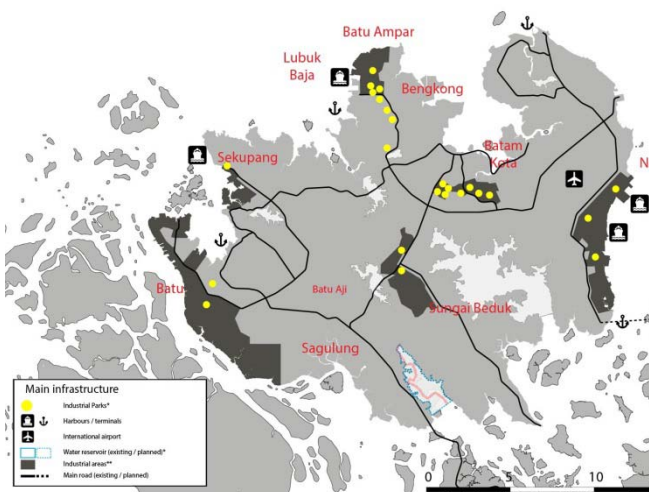 Batu Ampar
Lubuk
Baja
Bengkong
Batam
Kota
Sekupang
N
Batu
Batu Aji
Sungai Beduk
Sagulung
Main infrastructure
Industrial Parks*
Harbours / terminals
International airport
Water reservoir (existing / planned)*
Industrial areas**
Main road (existing / planned)
0 5 10